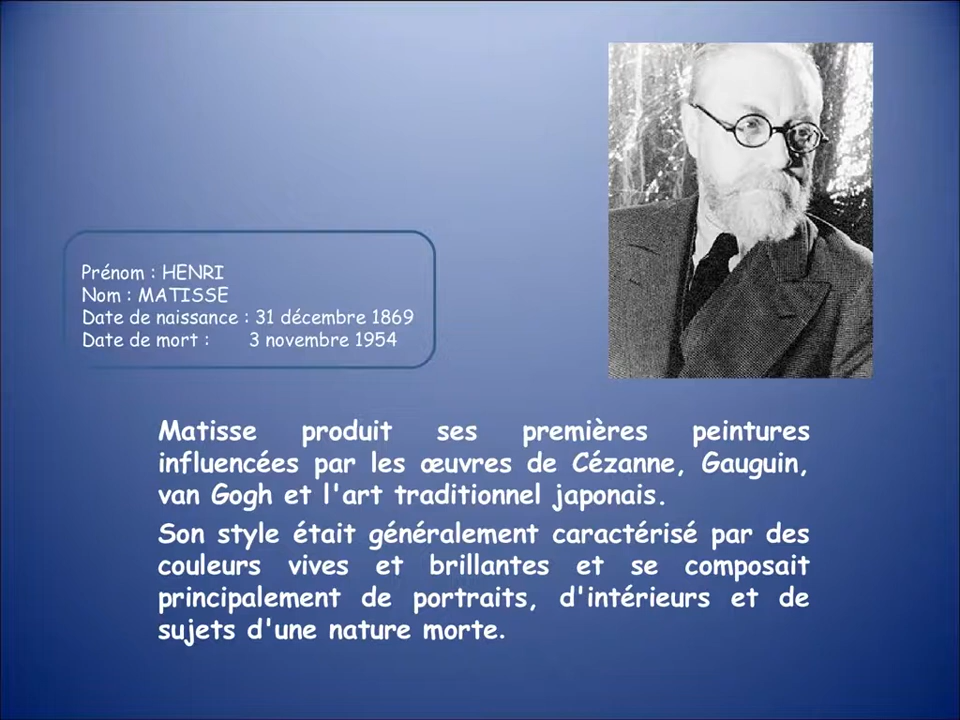 Prénom : HENRI
Nom : MATISSE
Date de naissance : 31 décembre 1869
Date de mort : 3 novembre 1954
Matisse produit ses premières peintures
influencées par les œuvres de Cézanne, Gauguin,
van Gogh et l'art traditionnel japonais.
Son style était généralement caractérisé par des
couleurs vives et brillantes et se composait
principalement de portraits, d'intérieurs et de
sujets d'une nature morte.